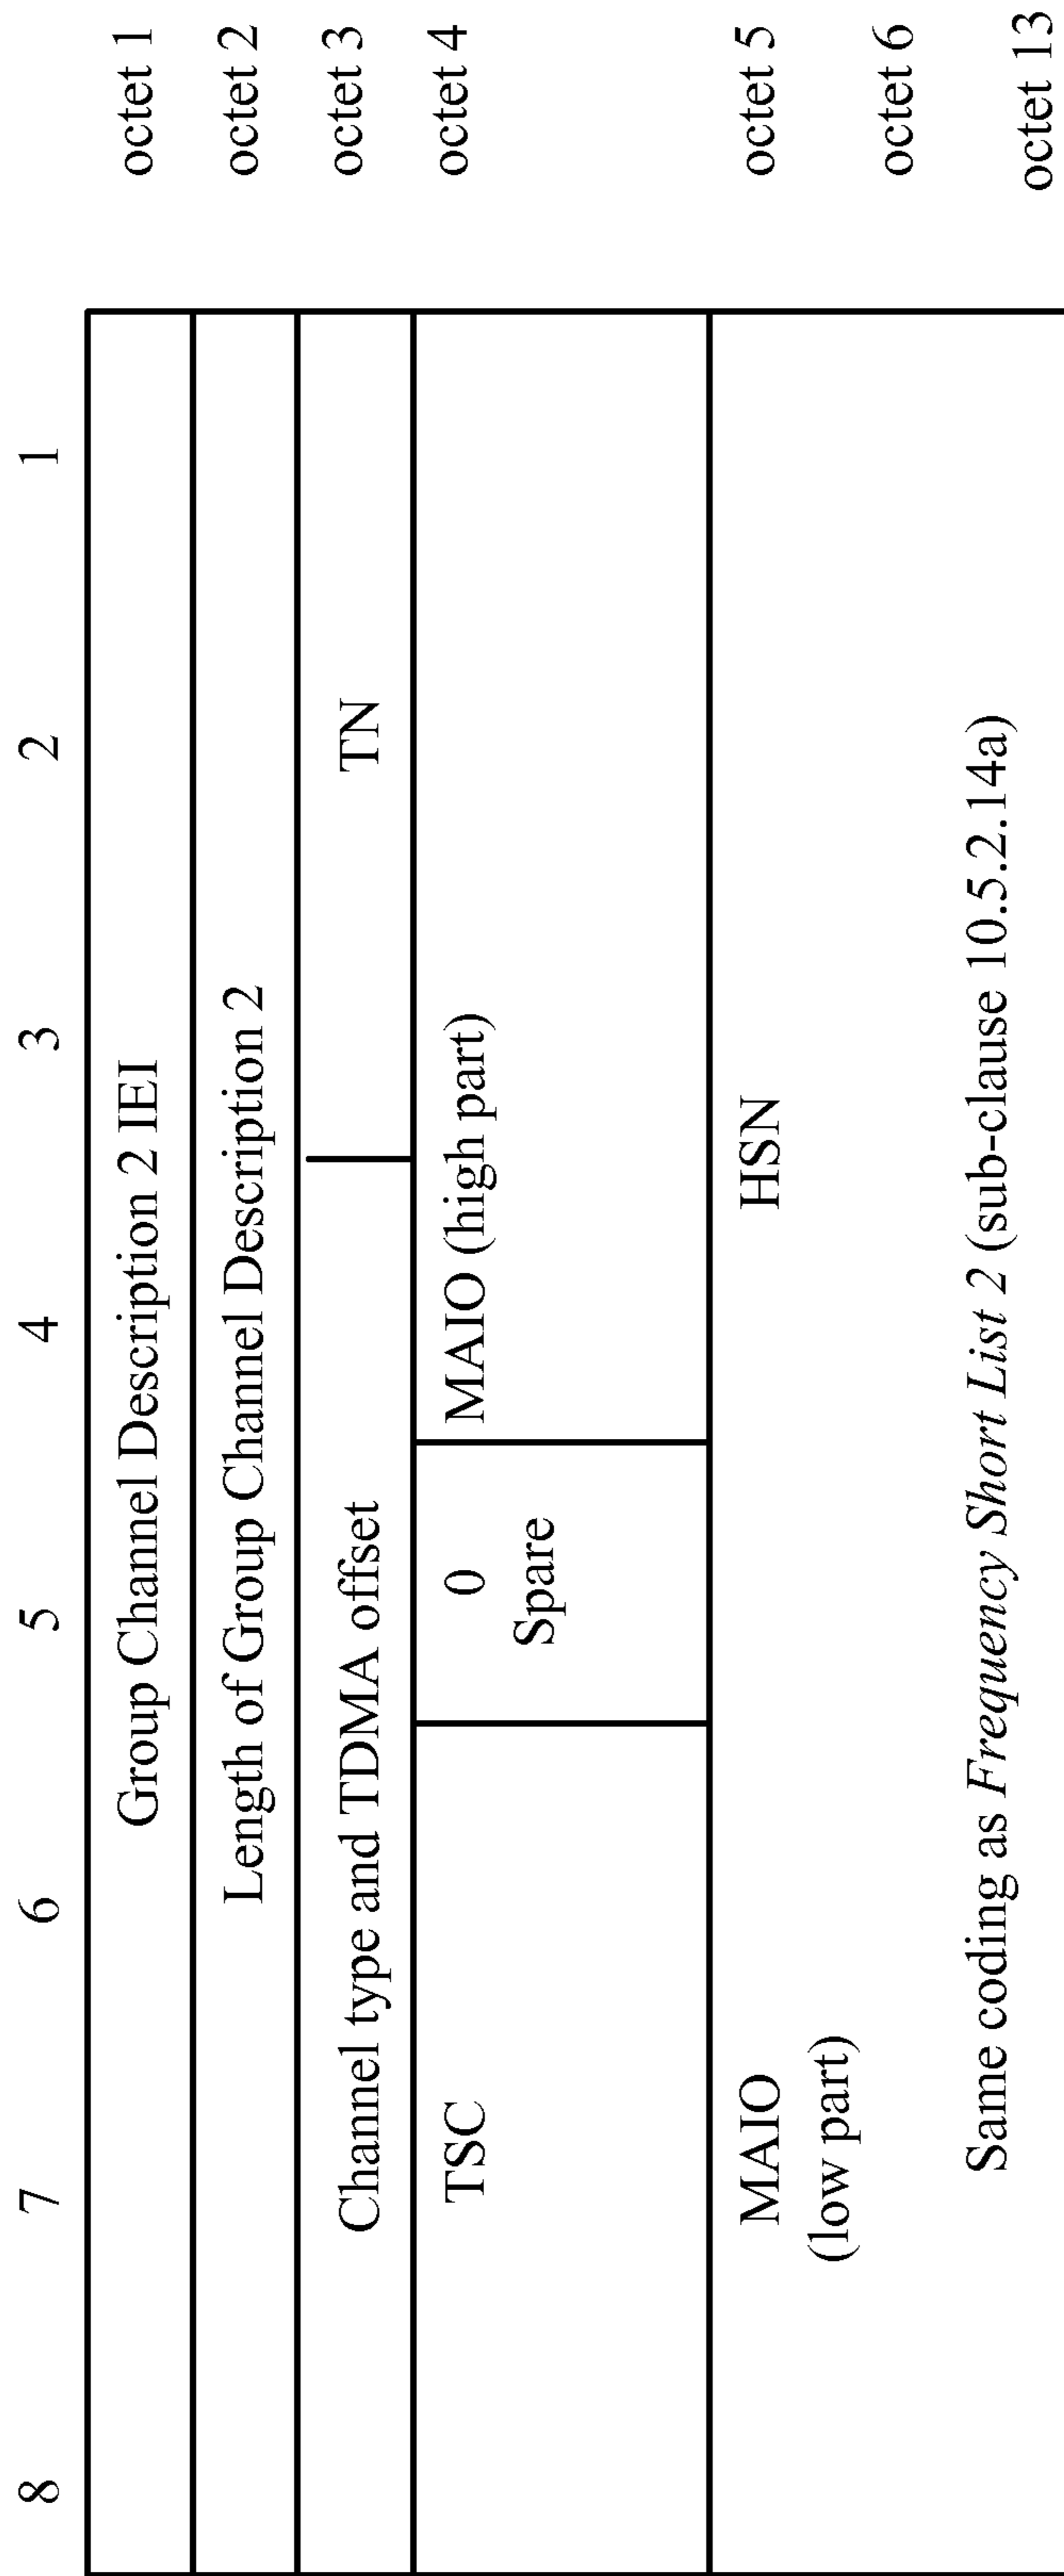 8 7 6 5 4 3 2 1
Group Channel Description 2 IEI octet 1
Length of Group Channel Description 2 octet 2
Channel type and TDMA offset TN octet 3
TSC 0 MAIO (high part) octet 4
Spare
MAIO HSN octet 5
(low part)
octet 6
Same coding as Frequency Short List 2 (sub-clause 10.5.2.14a)
octet 13